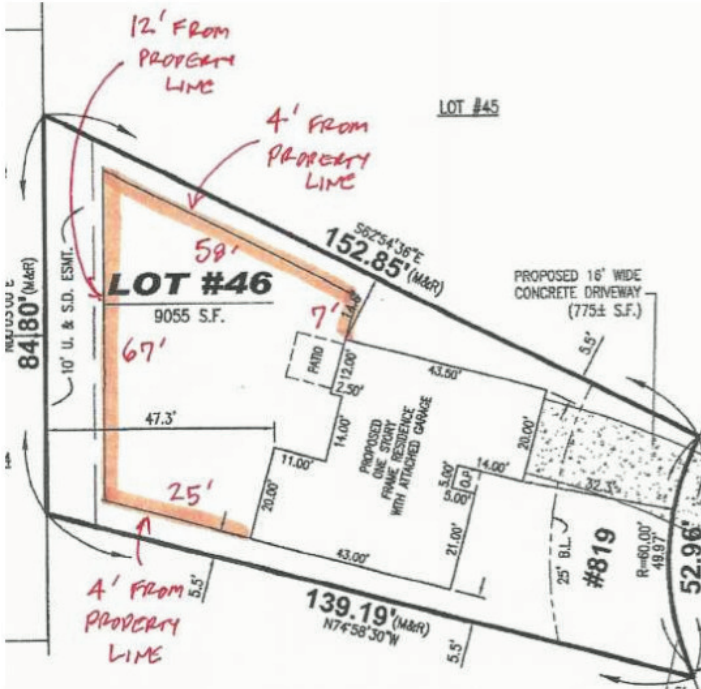 12' FROM
PROPERTY
LINE
4' FROM
PROPERTY
LINE
LOT #45
S62°54'36"E
152.85' (M&R)
PROPOSED 16' WIDE
CONCRETE DRIVEWAY
(775± S.F.)
58'
LOT #46
9055 S.F.
84.80' (M&R)
10' U. & S.D. ESMT.
67'
7'
PATIO
12.00'
2.50'
43.50'
5.5'
47.3'
14.00'
11.00'
20.00'
PROPOSED
ONE STORY
FRAME RESIDENCE
WITH ATTACHED GARAGE
20.00'
14.00'
5.00'
O.P.
5.00'
32.3'
25'
43.00'
21.00'
25' B.L.
#819
R=60.00'
49.97'
52.96'
4' FROM
PROPERTY
LINE
5.5'
139.19' (M&R)
N74°58'30"W
5.5'